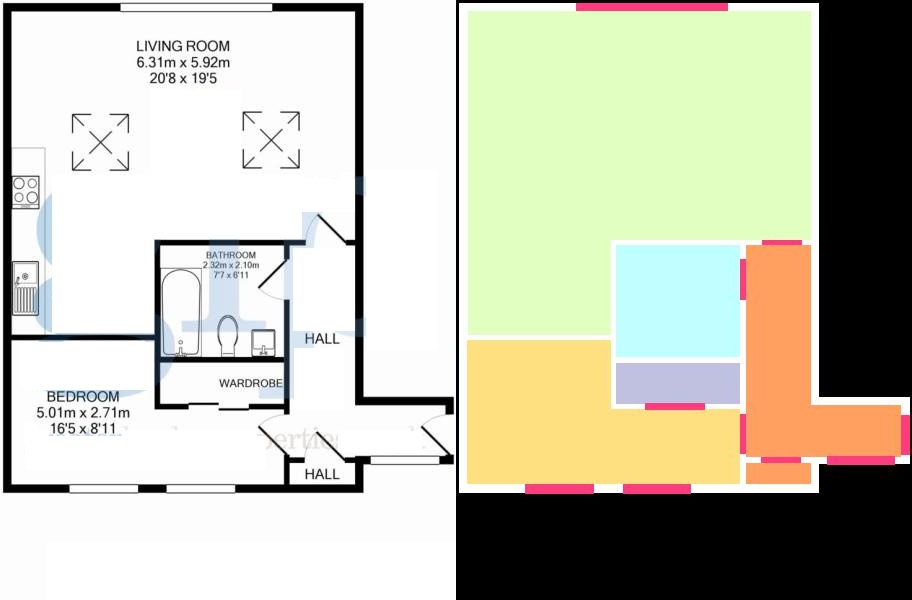 LIVING ROOM
6.31m x 5.92m
20'8 x 19'5
BATHROOM
2.32m x 2.10m
7'7 x 6'11
HALL
WARDROBE
BEDROOM
5.01m x 2.71m
16'5 x 8'11
HALL